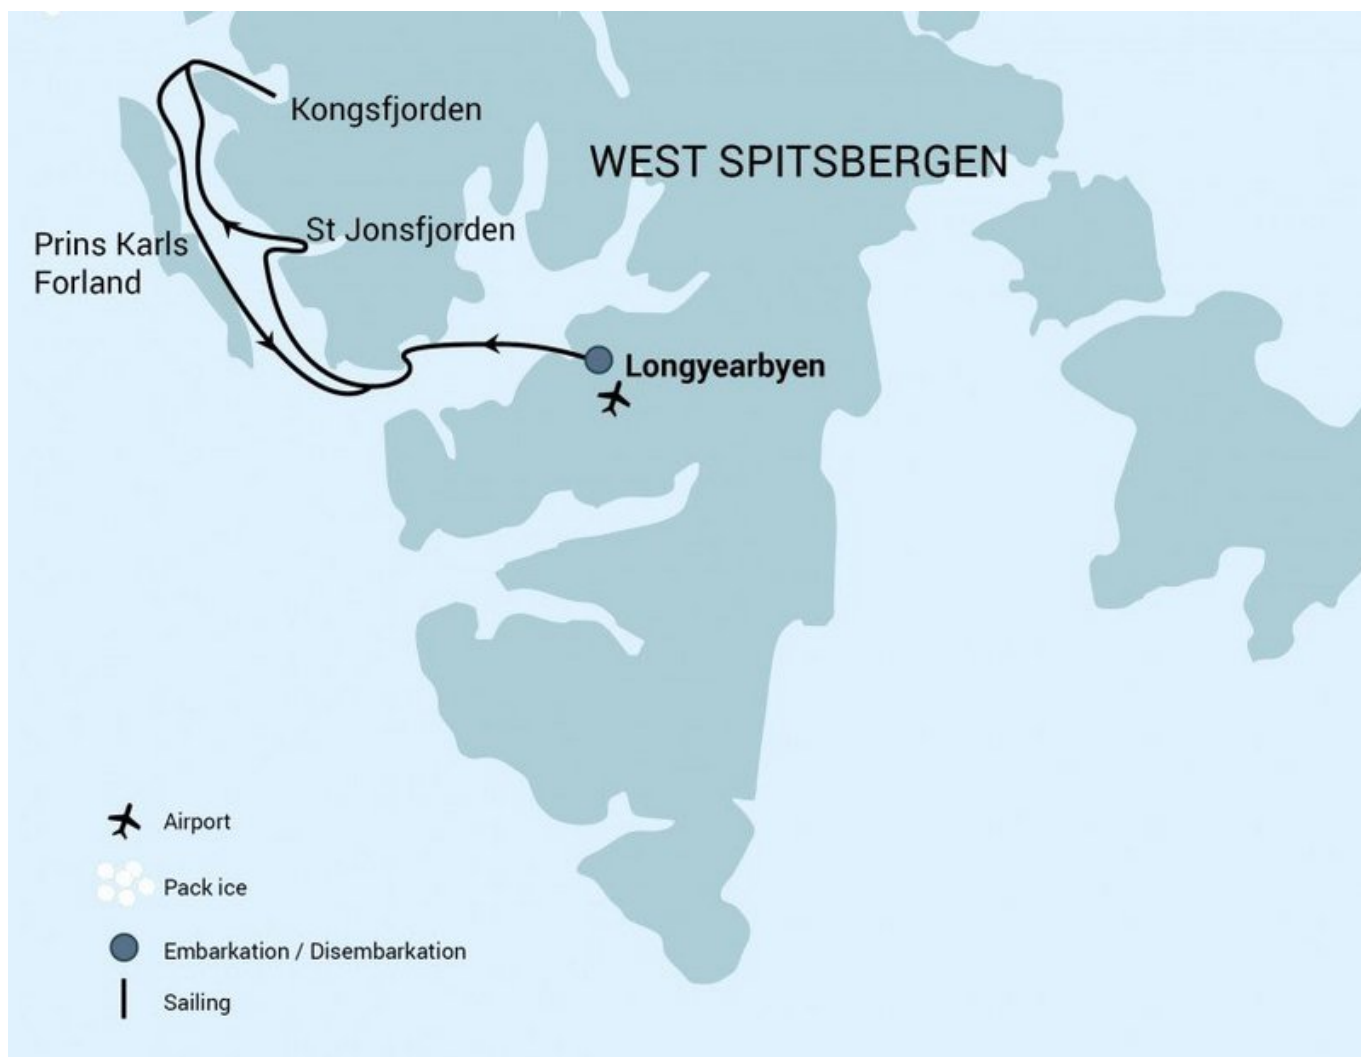 Kongsfjorden
WEST SPITSBERGEN
St Jonsfjorden
Prins Karls
Forland
Longyearbyen
Airport
Pack ice
Embarkation / Disembarkation
Sailing